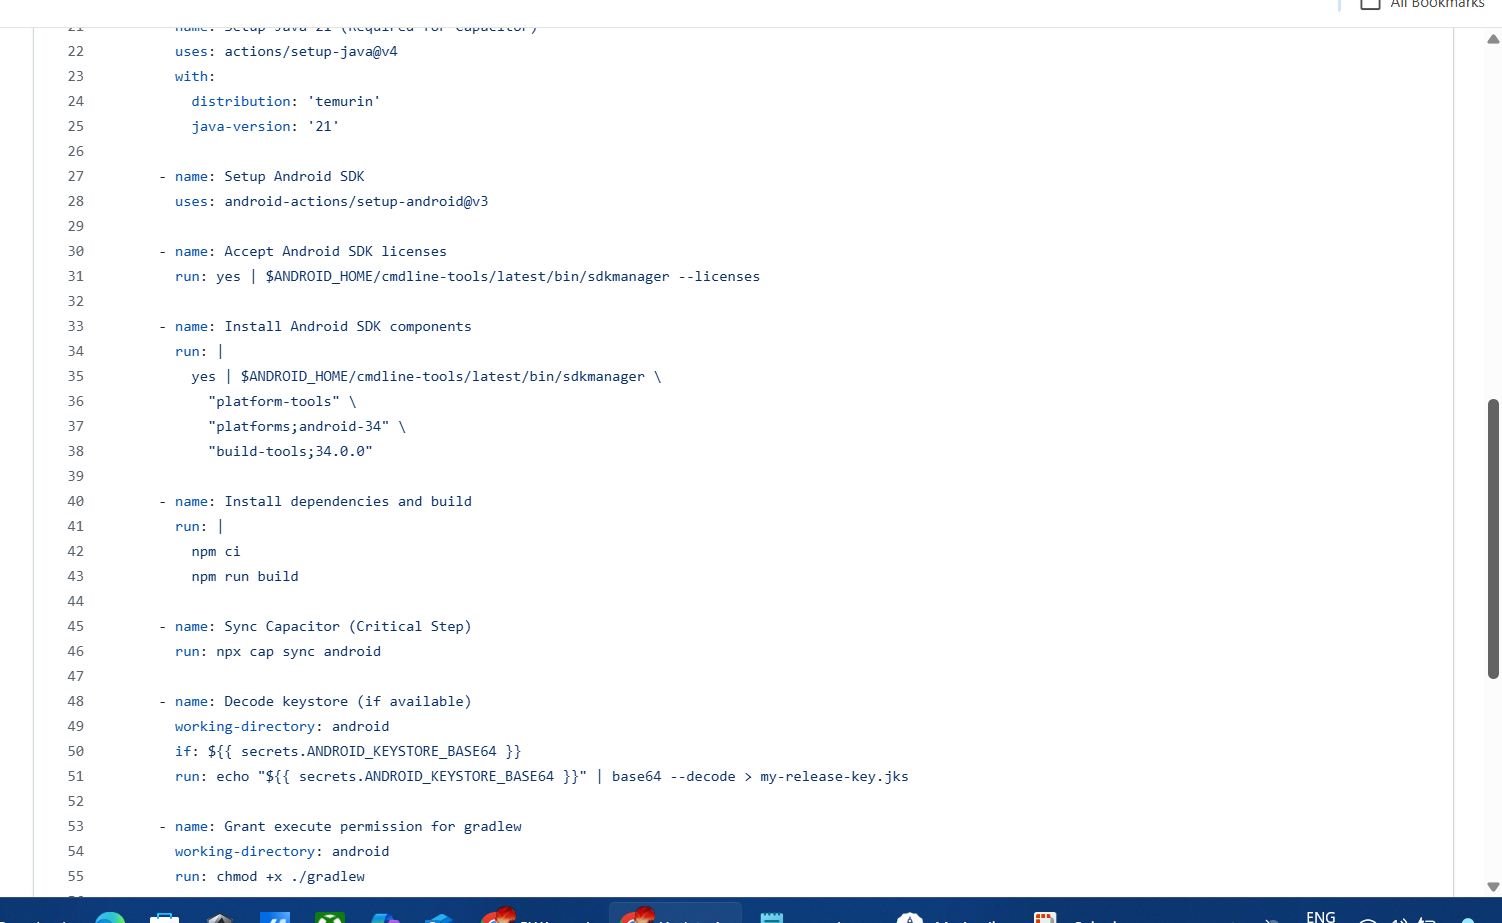 All Bookmarks
21 name: Setup Java 21 (Required for Capacitor)
22 uses: actions/setup-java@v4
23 with:
24 distribution: 'temurin'
25 java-version: '21'
26
27 - name: Setup Android SDK
28 uses: android-actions/setup-android@v3
29
30 - name: Accept Android SDK licenses
31 run: yes | $ANDROID_HOME/cmdline-tools/latest/bin/sdkmanager --licenses
32
33 - name: Install Android SDK components
34 run: |
35 yes | $ANDROID_HOME/cmdline-tools/latest/bin/sdkmanager \
36 "platform-tools" \
37 "platforms;android-34" \
38 "build-tools;34.0.0"
39
40 - name: Install dependencies and build
41 run: |
42 npm ci
43 npm run build
44
45 - name: Sync Capacitor (Critical Step)
46 run: npx cap sync android
47
48 - name: Decode keystore (if available)
49 working-directory: android
50 if: ${{ secrets.ANDROID_KEYSTORE_BASE64 }}
51 run: echo "${{ secrets.ANDROID_KEYSTORE_BASE64 }}" | base64 --decode > my-release-key.jks
52
53 - name: Grant execute permission for gradlew
54 working-directory: android
55 run: chmod +x ./gradlew
ENG